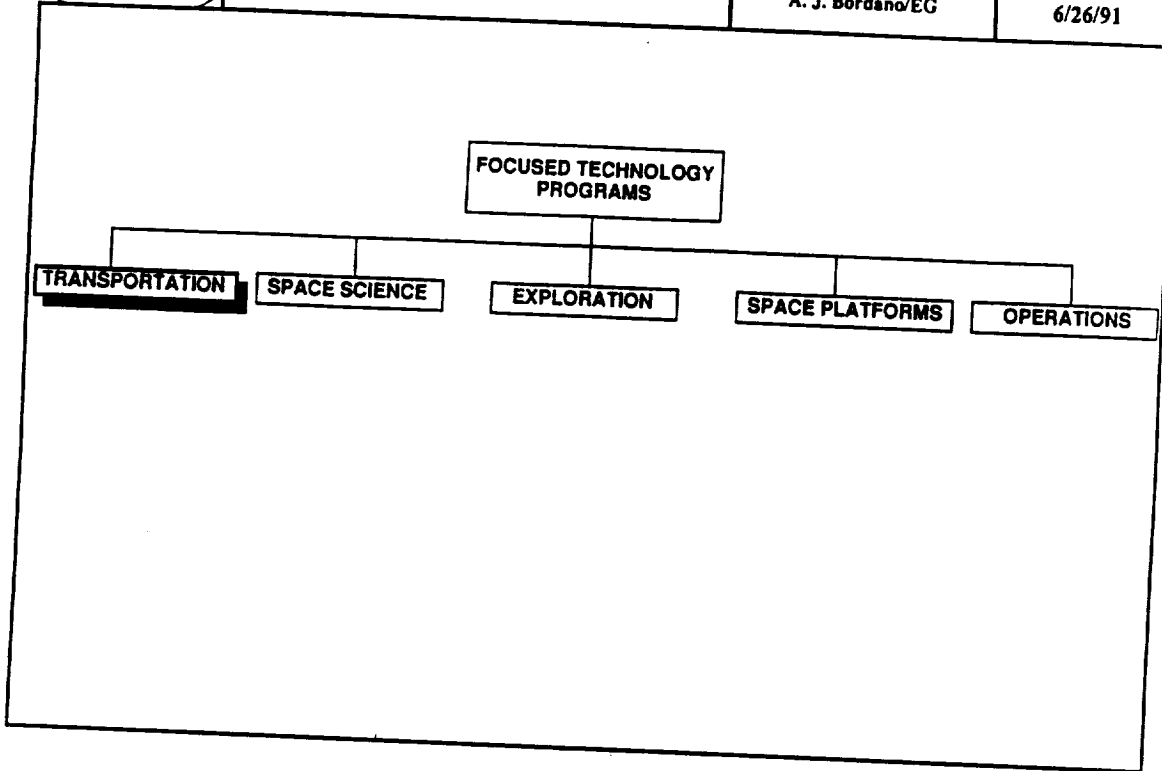 A. J. Bordano/EG
6/26/91
FOCUSED TECHNOLOGY
PROGRAMS
TRANSPORTATION
SPACE SCIENCE
EXPLORATION
SPACE PLATFORMS
OPERATIONS